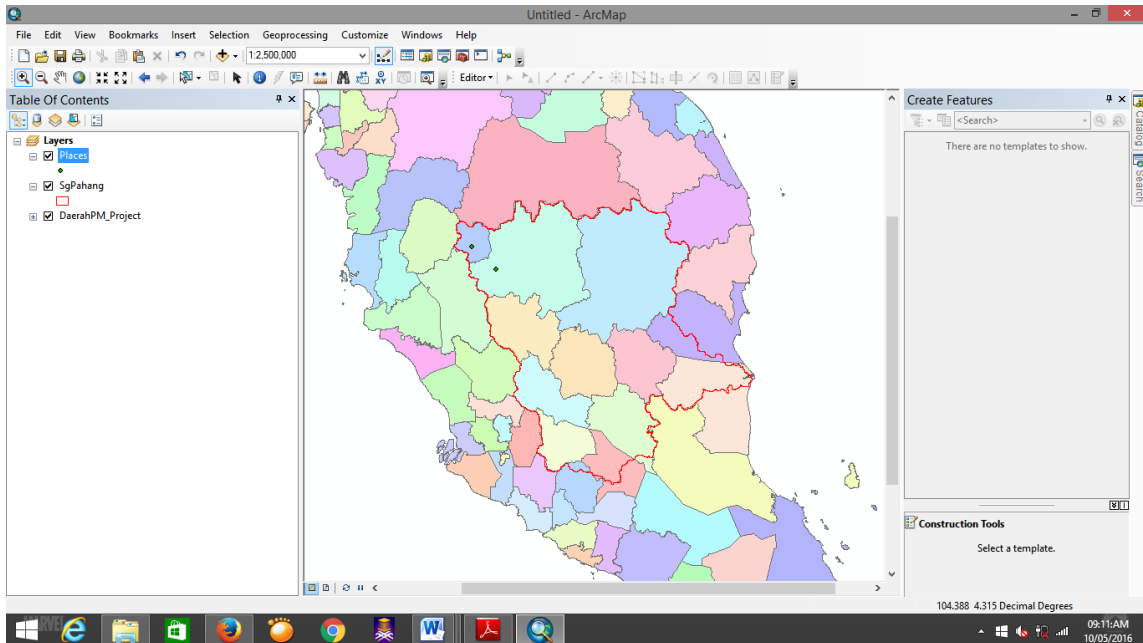 Untitled - ArcMap
File Edit View Bookmarks Insert Selection Geoprocessing Customize Windows Help
1:2,500,000
Editor
Table Of Contents
Layers
Places
SgPahang
DaerahPM_Project
Create Features
<Search>
There are no templates to show.
Catalog
Search
Construction Tools
Select a template.
104.388 4.315 Decimal Degrees
09:11:AM
10/05/2016